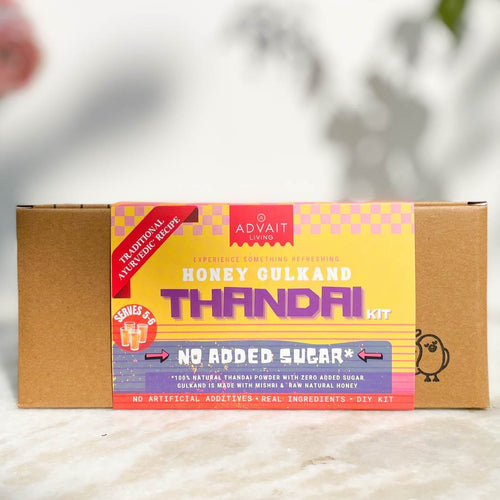 ADVAIT
LIVING
TRADITIONAL
AYURVEDIC RECIPE
EXPERIENCE SOMETHING REFRESHING
HONEY GULKAND
THANDAI KIT
SERVES 5-6
NO ADDED SUGAR*
*100% NATURAL THANDAI POWDER WITH ZERO ADDED SUGAR.
GULKAND IS MADE WITH MISHRI & RAW NATURAL HONEY
NO ARTIFICIAL ADDITIVES • REAL INGREDIENTS • DIY KIT